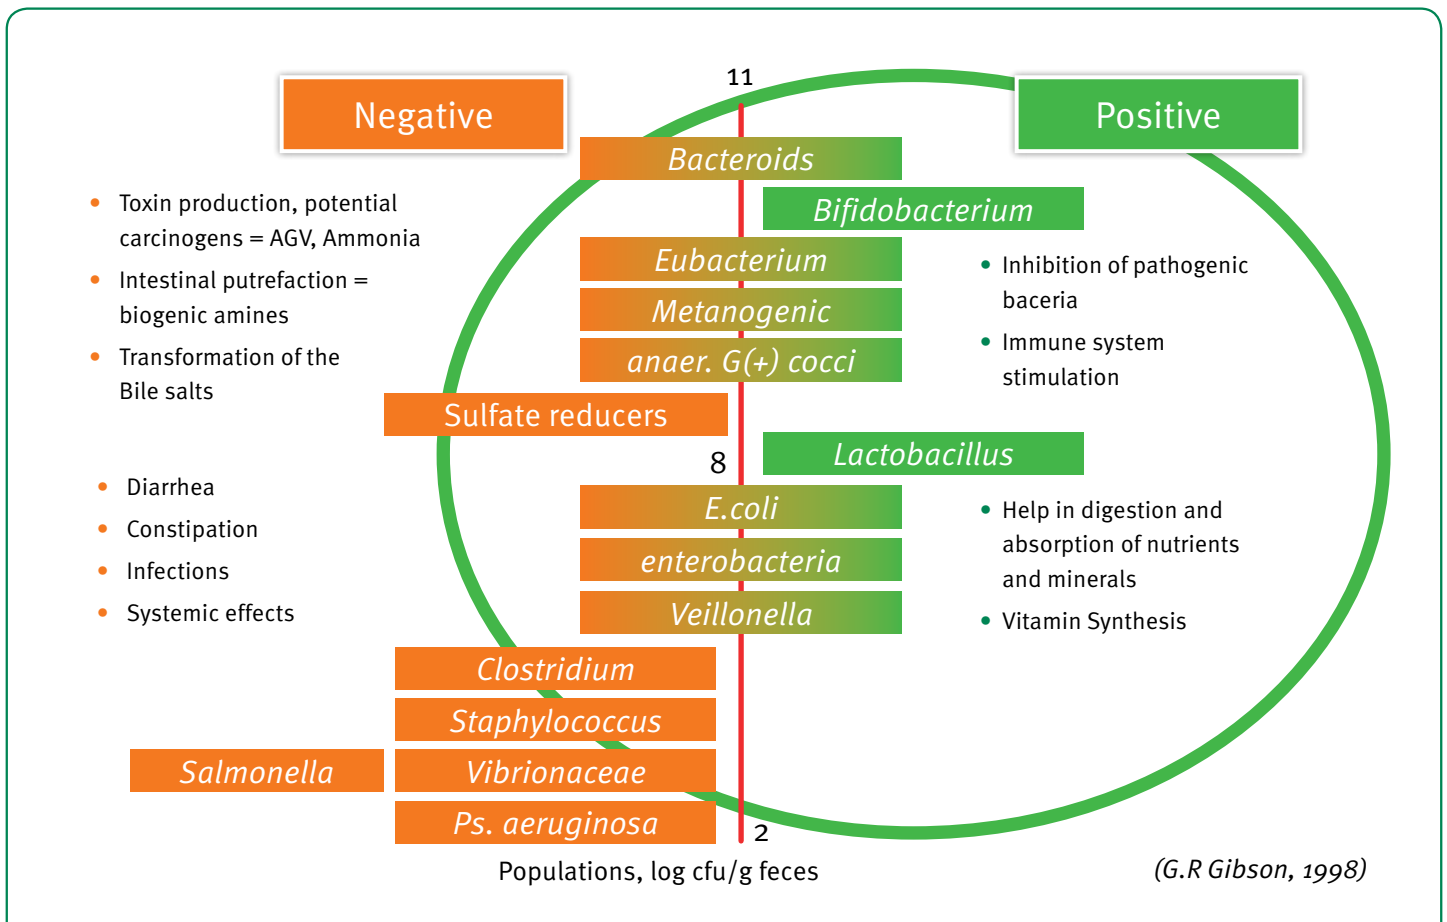 11
Negative
Positive
Bacteroids
Bifidobacterium
• Toxin production, potential
carcinogens = AGV, Ammonia
• Intestinal putrefaction =
biogenic amines
• Transformation of the
Bile salts
Eubacterium
Metanogenic
anaer. G(+) cocci
• Inhibition of pathogenic
baceria
• Immune system
stimulation
Sulfate reducers
Lactobacillus
8
• Diarrhea
• Constipation
• Infections
• Systemic effects
E.coli
enterobacteria
Veillonella
• Help in digestion and
absorption of nutrients
and minerals
• Vitamin Synthesis
Clostridium
Staphylococcus
Salmonella
Vibrionaceae
Ps. aeruginosa
2
Populations, log cfu/g feces
(G.R Gibson, 1998)